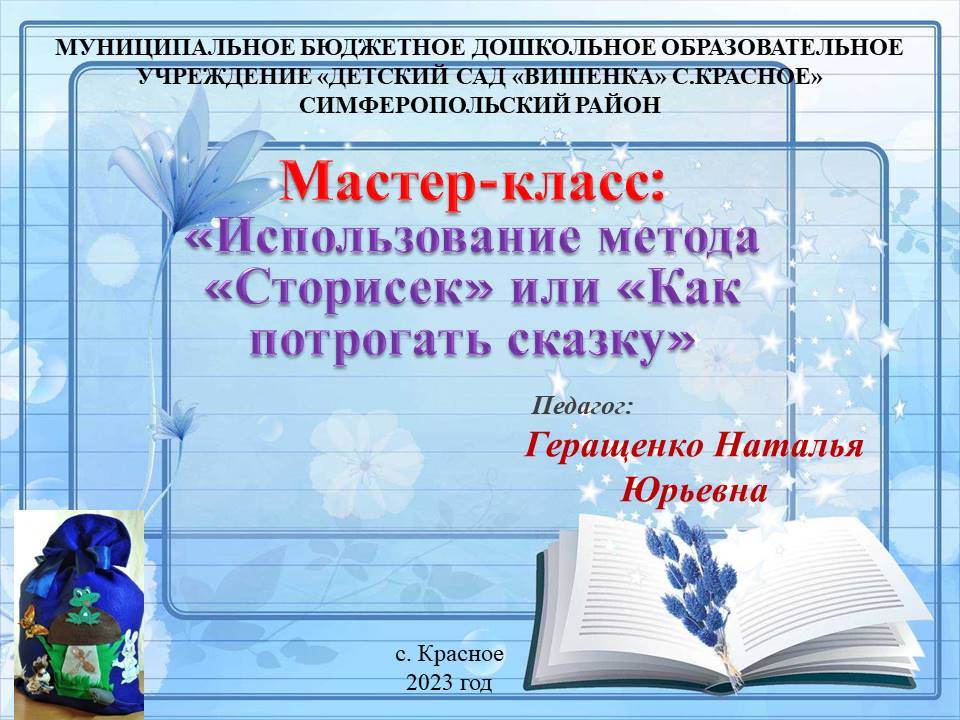 МУНИЦИПАЛЬНОЕ БЮДЖЕТНОЕ ДОШКОЛЬНОЕ ОБРАЗОВАТЕЛЬНОЕ
УЧРЕЖДЕНИЕ «ДЕТСКИЙ САД «ВИШЕНКА» С.КРАСНОЕ»
СИМФЕРОПОЛЬСКИЙ РАЙОН
Мастер-класс:
«Использование метода
«Сторисек» или «Как
потрогать сказку»
Педагог:
Геращенко Наталья
Юрьевна
с. Красное
2023 год